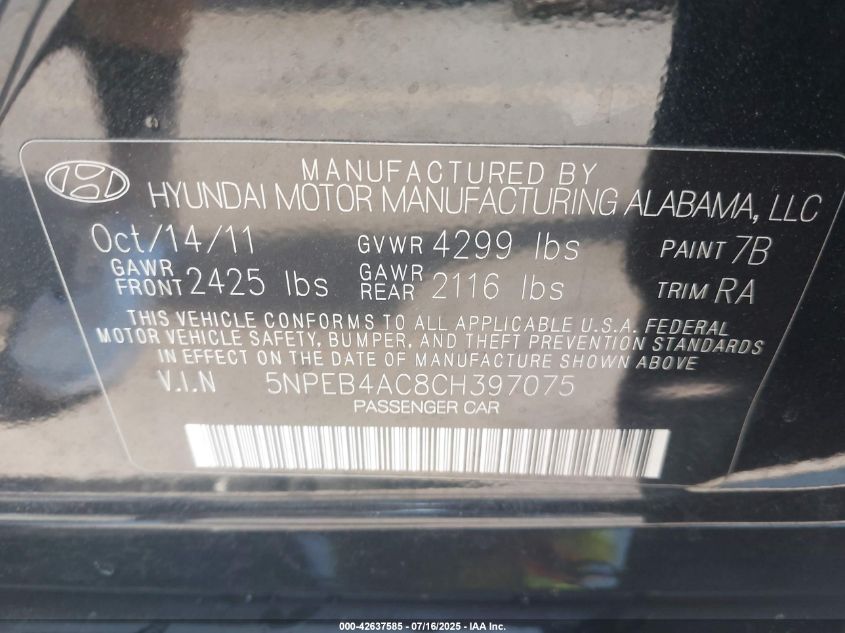 MANUFACTURED BY
HYUNDAI MOTOR MANUFACTURING ALABAMA, LLC
Oct/14/11 GVWR 4299 lbs PAINT 7B
GAWR FRONT 2425 lbs GAWR REAR 2116 lbs TRIM RA
THIS VEHICLE CONFORMS TO ALL APPLICABLE U.S.A. FEDERAL
MOTOR VEHICLE SAFETY, BUMPER, AND THEFT PREVENTION STANDARDS
IN EFFECT ON THE DATE OF MANUFACTURE SHOWN ABOVE
V.I.N 5NPEB4AC8CH397075
PASSENGER CAR
000-42637585 - 07/16/2025 - IAA Inc.